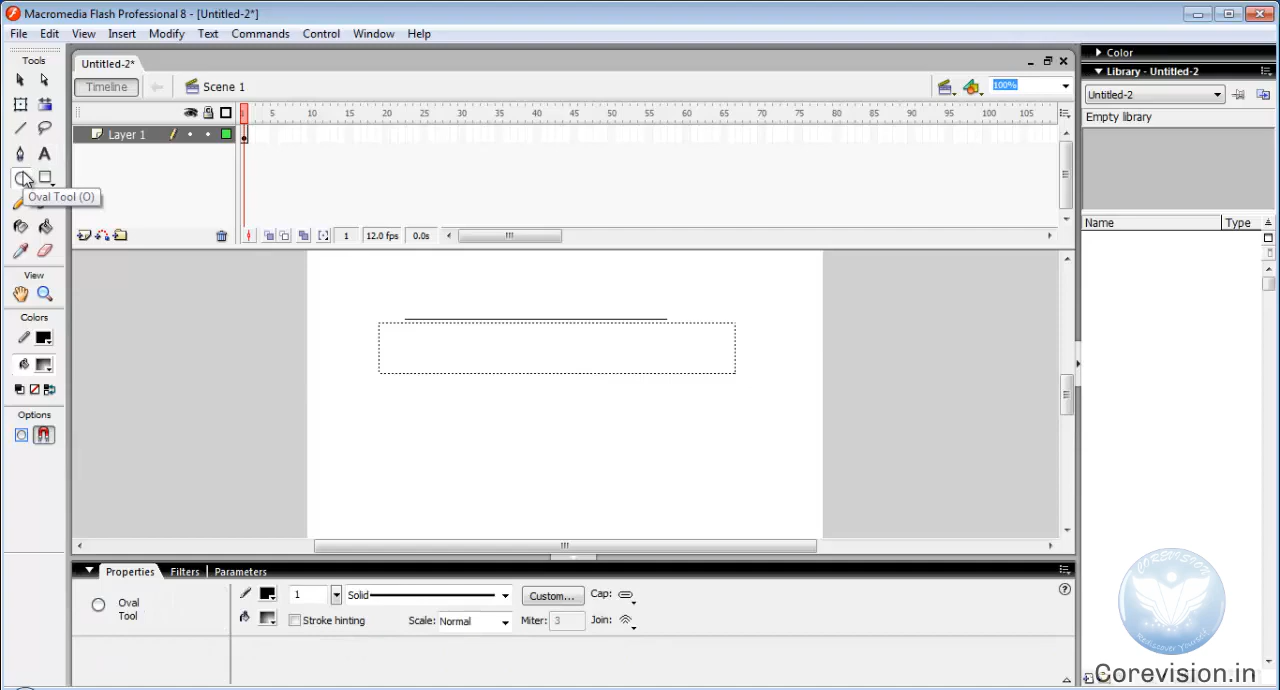 Macromedia Flash Professional 8 - [Untitled-2*]
File Edit View Insert Modify Text Commands Control Window Help
Tools
Untitled-2*
Timeline
Scene 1
100%
Color
Library - Untitled-2
Untitled-2
Empty library
Name Type
1 5 10 15 20 25 30 35 40 45 50 55 60 65 70 75 80 85 90 95 100 105
Layer 1
A
Oval Tool (O)
1 12.0 fps 0.0s
View
Colors
Options
Properties Filters Parameters
Oval
Tool
1 Solid Custom... Cap:
Stroke hinting Scale: Normal Miter: 3 Join:
COREVISION
Rediscover Yourself
Corevision.in